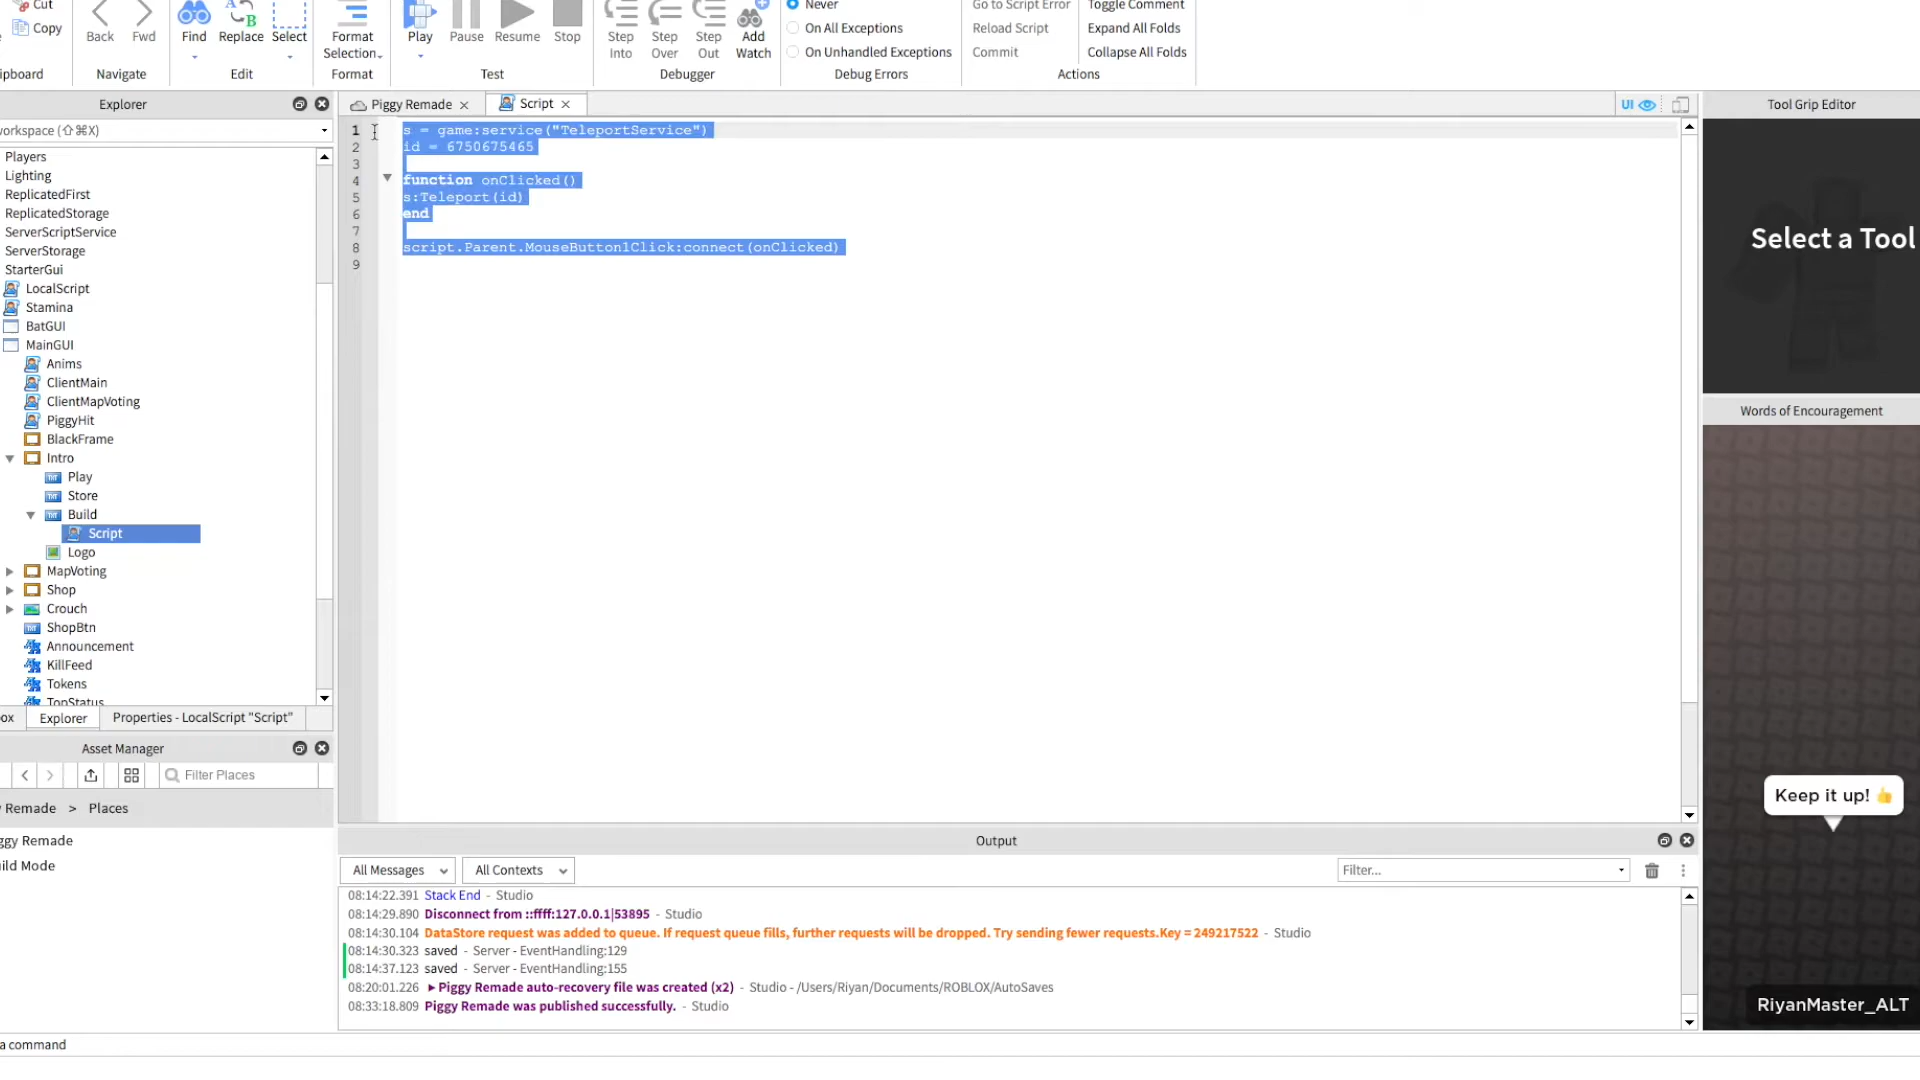 Cut
Copy
Back
Fwd
Find
Replace
Select
Format
Selection
Play
Pause
Resume
Stop
Step
Into
Step
Over
Step
Out
Add
Watch
Never
On All Exceptions
On Unhandled Exceptions
Go to Script Error
Reload Script
Commit
Toggle Comment
Expand All Folds
Collapse All Folds
ipboard
Navigate
Edit
Format
Test
Debugger
Debug Errors
Actions
Explorer
Piggy Remade
Script
UI
Tool Grip Editor
orkspace (⇧⌘X)
Players
Lighting
ReplicatedFirst
ReplicatedStorage
ServerScriptService
ServerStorage
StarterGui
LocalScript
Stamina
BatGUI
MainGUI
Anims
ClientMain
ClientMapVoting
PiggyHit
BlackFrame
Intro
Play
Store
Build
Script
Logo
MapVoting
Shop
Crouch
ShopBtn
Announcement
KillFeed
Tokens
TopStatus
1 s = game:service("TeleportService")
2 id = 6750675465
3
4 function onClicked()
5 s:Teleport(id)
6 end
7
8 script.Parent.MouseButton1Click:connect(onClicked)
9
Select a Tool
Words of Encouragement
Keep it up! 👍
RiyanMaster_ALT
ox
Explorer
Properties - LocalScript "Script"
Asset Manager
Filter Places
Remade > Places
ggy Remade
ild Mode
Output
All Messages
All Contexts
Filter...
08:14:22.391 Stack End - Studio
08:14:29.890 Disconnect from ::ffff:127.0.0.1|53895 - Studio
08:14:30.104 DataStore request was added to queue. If request queue fills, further requests will be dropped. Try sending fewer requests.Key = 249217522 - Studio
08:14:30.323 saved - Server - EventHandling:129
08:14:37.123 saved - Server - EventHandling:155
08:20:01.226 ▸Piggy Remade auto-recovery file was created (x2) - Studio - /Users/Riyan/Documents/ROBLOX/AutoSaves
08:33:18.809 Piggy Remade was published successfully. - Studio
a command